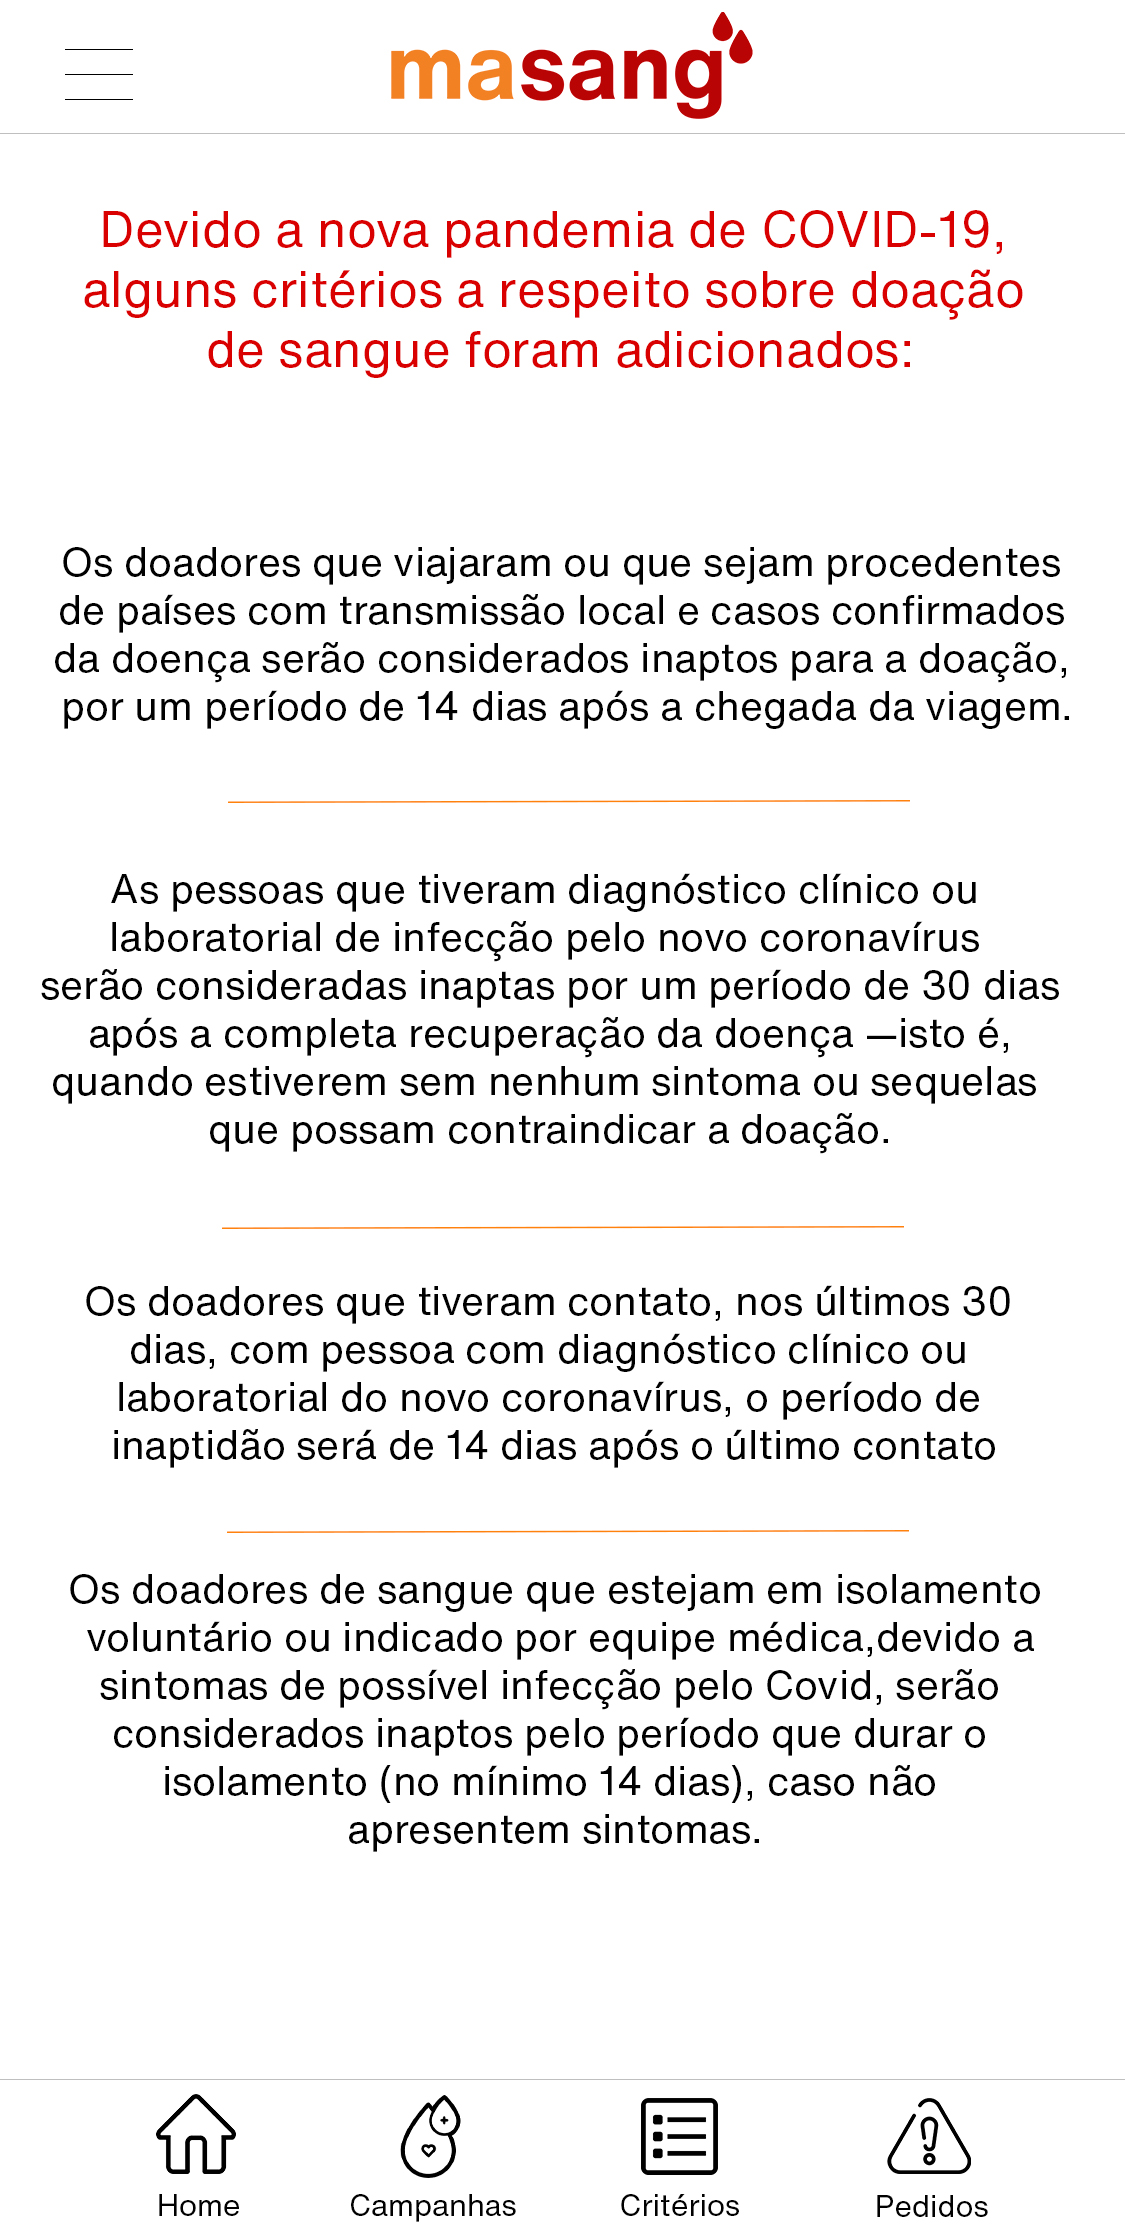 masang
Devido a nova pandemia de COVID-19,
alguns critérios a respeito sobre doação
de sangue foram adicionados:
Os doadores que viajaram ou que sejam procedentes
de países com transmissão local e casos confirmados
da doença serão considerados inaptos para a doação,
por um período de 14 dias após a chegada da viagem.
As pessoas que tiveram diagnóstico clínico ou
laboratorial de infecção pelo novo coronavírus
serão consideradas inaptas por um período de 30 dias
após a completa recuperação da doença —isto é,
quando estiverem sem nenhum sintoma ou sequelas
que possam contraindicar a doação.
Os doadores que tiveram contato, nos últimos 30
dias, com pessoa com diagnóstico clínico ou
laboratorial do novo coronavírus, o período de
inaptidão será de 14 dias após o último contato
Os doadores de sangue que estejam em isolamento
voluntário ou indicado por equipe médica,devido a
sintomas de possível infecção pelo Covid, serão
considerados inaptos pelo período que durar o
isolamento (no mínimo 14 dias), caso não
apresentem sintomas.
Home Campanhas Critérios Pedidos